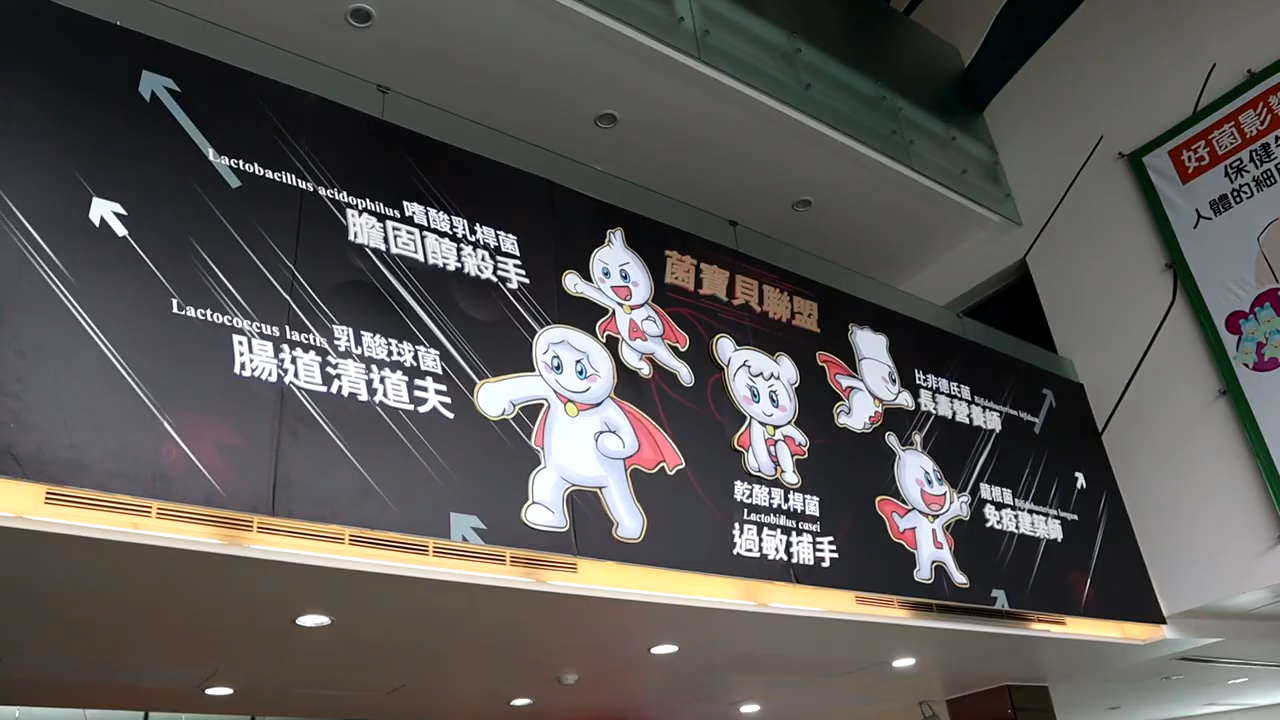 Lactobacillus acidophilus 嗜酸乳桿菌
膽固醇殺手
Lactococcus lactis 乳酸球菌
腸道清道夫
菌寶貝聯盟
A
乾酪乳桿菌
Lactobillus casei
過敏捕手
比菲德氏菌
長壽營養師
龍根菌
免疫建築師
L
好菌影響
保健
人體的細